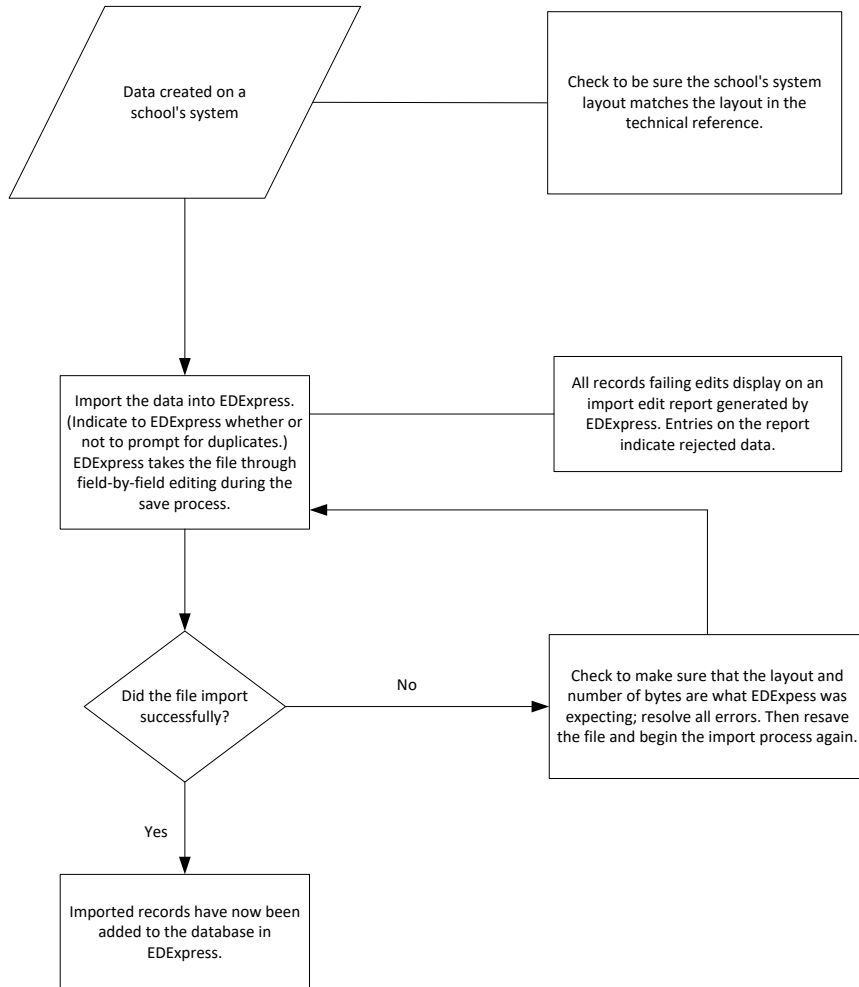 Data created on a
school's system
Check to be sure the school's system
layout matches the layout in the
technical reference.
Import the data into EDExpress.
(Indicate to EDExpress whether or
not to prompt for duplicates.)
EDExpress takes the file through
field-by-field editing during the
save process.
All records failing edits display on an
import edit report generated by
EDExpress. Entries on the report
indicate rejected data.
Did the file import
successfully?
No
Check to make sure that the layout and
number of bytes are what EDExpess was
expecting; resolve all errors. Then resave
the file and begin the import process again.
Yes
Imported records have now been
added to the database in
EDExpress.